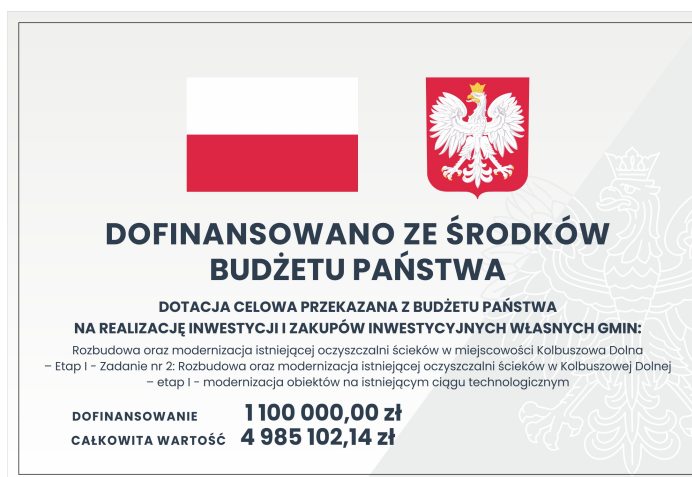 DOFINANSOWANO ZE ŚRODKÓW
BUDŻETU PAŃSTWA
DOTACJA CELOWA PRZEKAZANA Z BUDŻETU PAŃSTWA
NA REALIZACJĘ INWESTYCJI I ZAKUPÓW INWESTYCYJNYCH WŁASNYCH GMIN:
Rozbudowa oraz modernizacja istniejącej oczyszczalni ścieków w miejscowości Kolbuszowa Dolna
– Etap I - Zadanie nr 2: Rozbudowa oraz modernizacja istniejącej oczyszczalni ścieków w Kolbuszowej Dolnej
– etap I - modernizacja obiektów na istniejącym ciągu technologicznym
DOFINANSOWANIE 1 100 000,00 zł
CAŁKOWITA WARTOŚĆ 4 985 102,14 zł